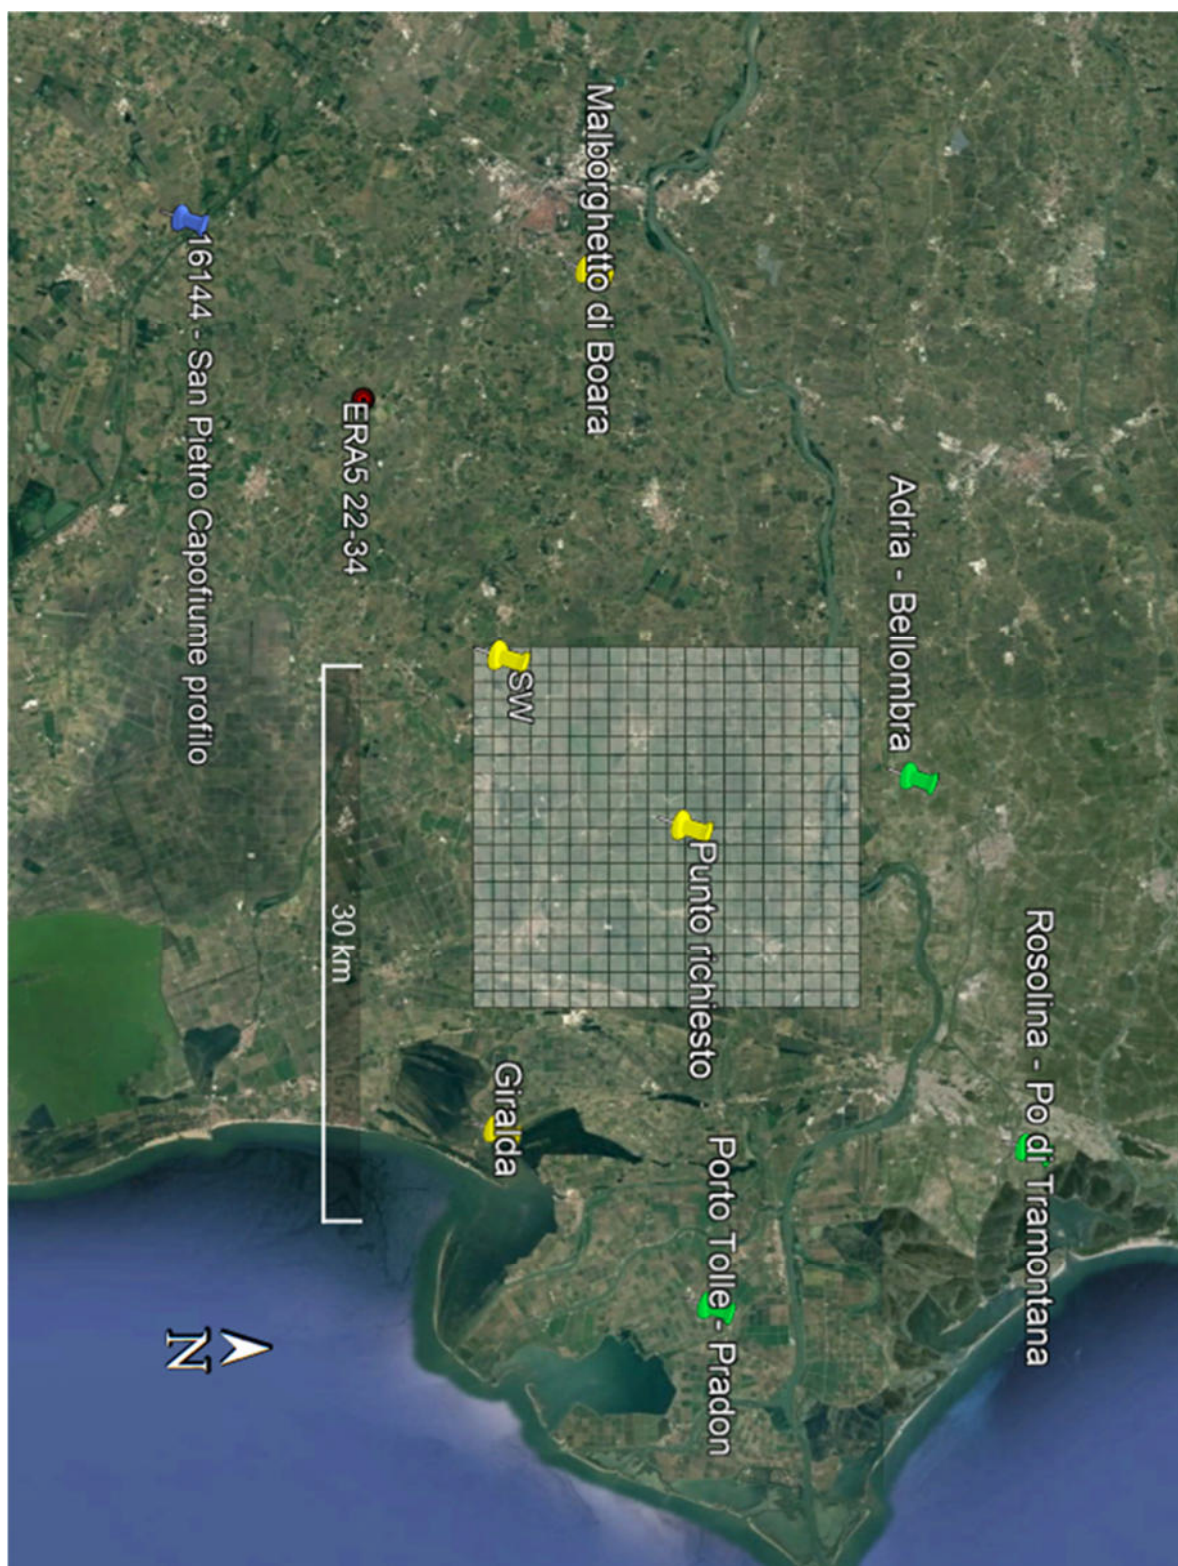 Rosolina - Po di Tramontana
Adria - Bellombra
Porto Tolle - Pradon
Punto richiesto
Malborghetto di Boara
SW
Giralda
ERA5 22-34
30 km
16144 - San Pietro Capofiume profilo
N